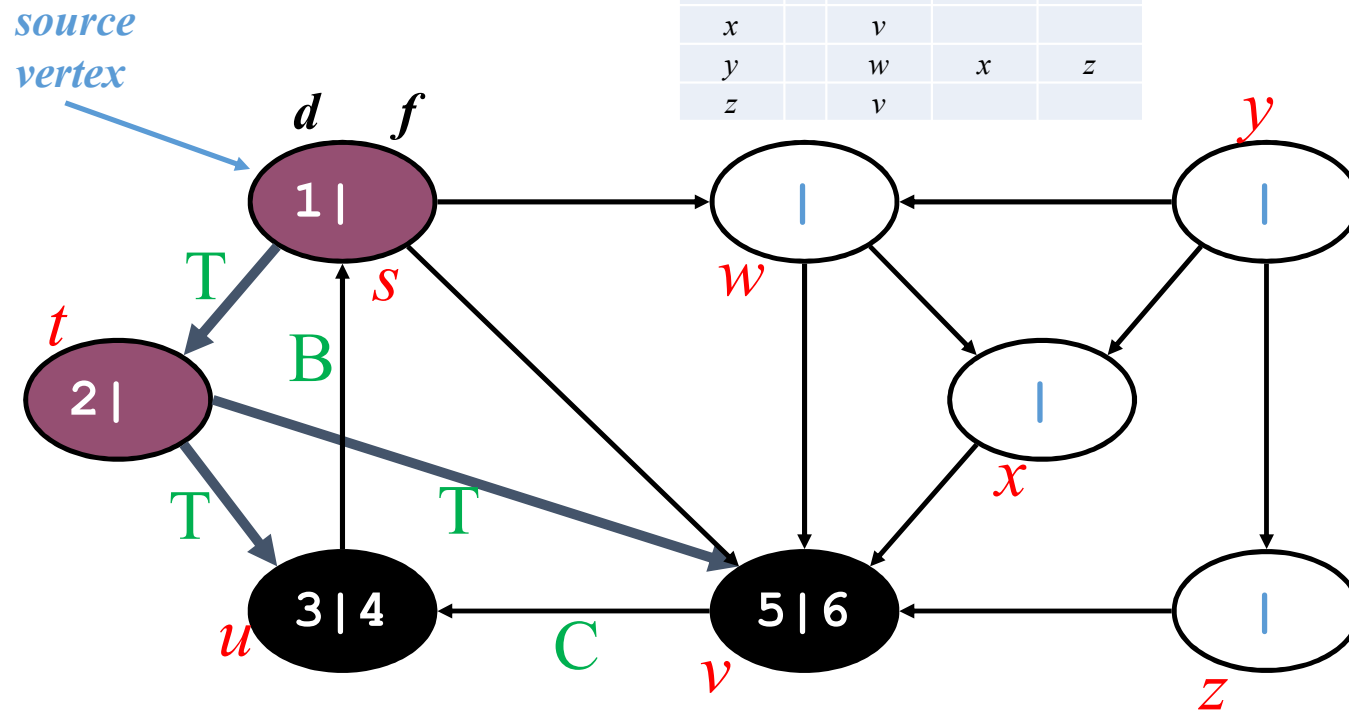 source
vertex
x v
y w x z
z v
d f
y
1| | |
T s w
t
B
2| | x
T T
3|4 5|6 |
u C v z